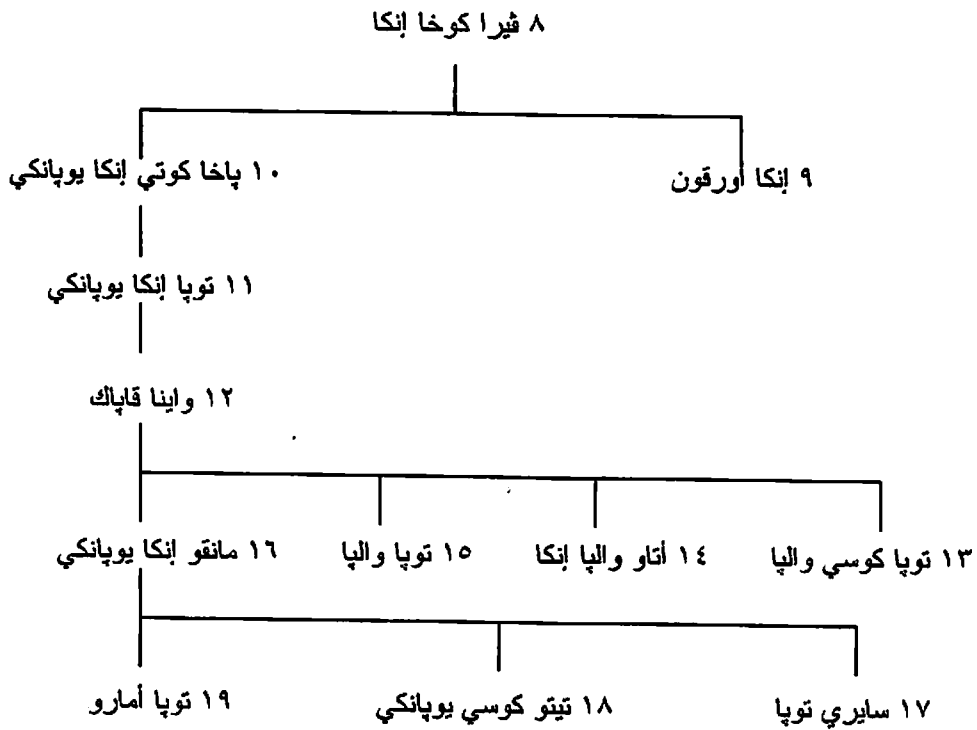 ٨ ڤيرا كوخا إنكا
٩ إنكا أورقون
١٠ پاخا كوتي إنكا يوپانكي
١١ توپا إنكا يوپانكي
١٢ واينا قاپاك
١٣ توپا كوسي والپا
١٤ أتاو والپا إنكا
١٥ توپا والپا
١٦ مانقو إنكا يوپانكي
١٧ سايري توپا
١٨ تيتو كوسي يوپانكي
١٩ توپا أمارو